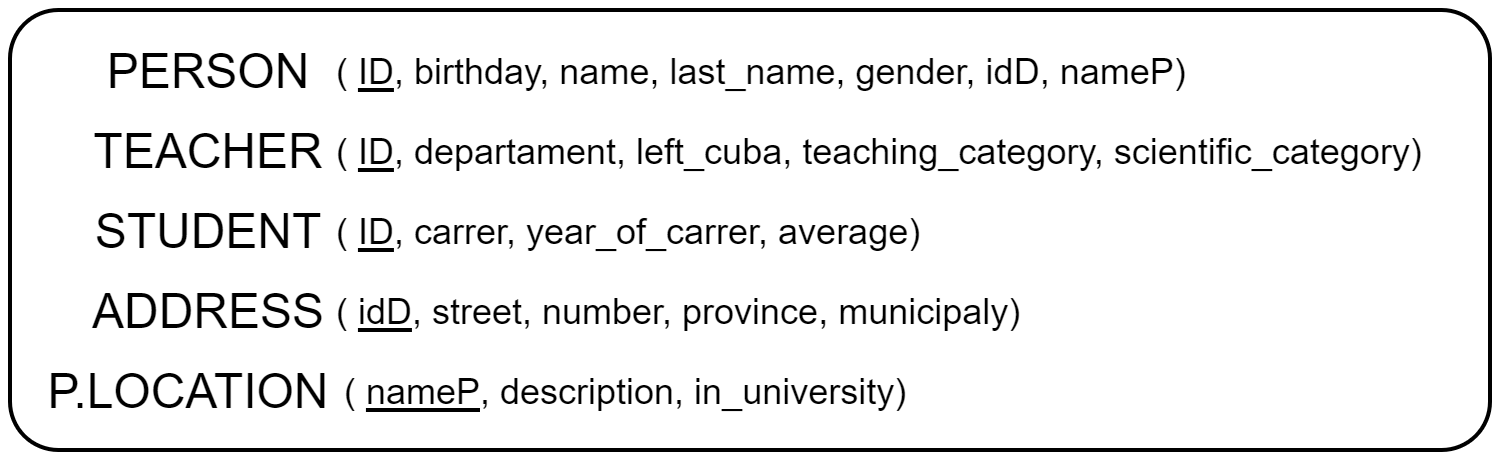 PERSON ( ID, birthday, name, last_name, gender, idD, nameP)
TEACHER ( ID, departament, left_cuba, teaching_category, scientific_category)
STUDENT ( ID, carrer, year_of_carrer, average)
ADDRESS ( idD, street, number, province, municipaly)
P.LOCATION ( nameP, description, in_university)